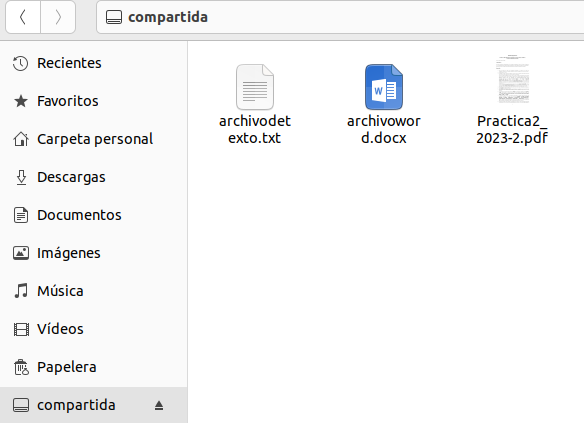 compartida
Recientes
Favoritos
Carpeta personal
Descargas
Documentos
Imágenes
Música
Vídeos
Papelera
compartida
archivodet
exto.txt
W
archivowor
d.docx
Practica2_
2023-2.pdf